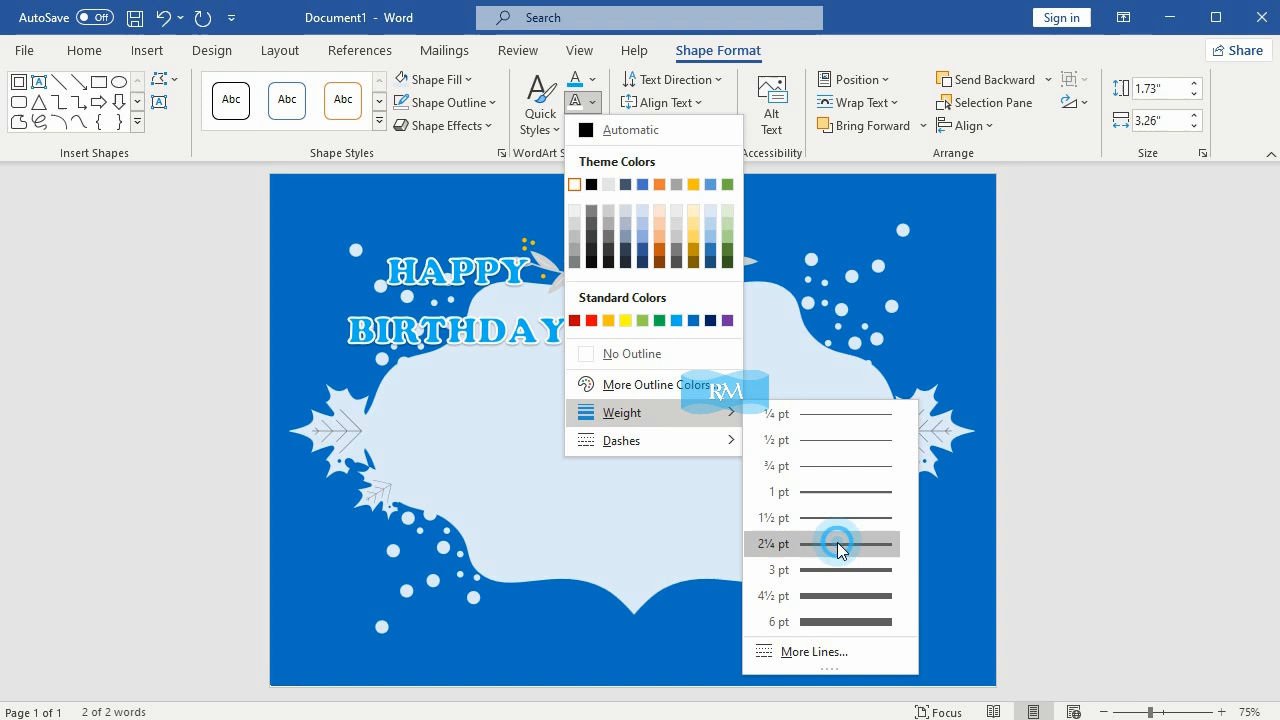 AutoSave Off Document1 - Word Search Sign in
File Home Insert Design Layout References Mailings Review View Help Shape Format Share
Abc Abc Abc
Shape Fill
Shape Outline
Shape Effects
Quick Styles
A
A
Text Direction
Align Text
Alt Text
Position
Wrap Text
Bring Forward
Send Backward
Selection Pane
Align
1.73"
3.26"
Insert Shapes Shape Styles WordArt S Accessibility Arrange Size
Automatic
Theme Colors
Standard Colors
No Outline
More Outline Colors
Weight
Dashes
¼ pt
½ pt
¾ pt
1 pt
1½ pt
2¼ pt
3 pt
4½ pt
6 pt
More Lines...
HAPPY
BIRTHDAY
RM
Page 1 of 1 2 of 2 words Focus 75%